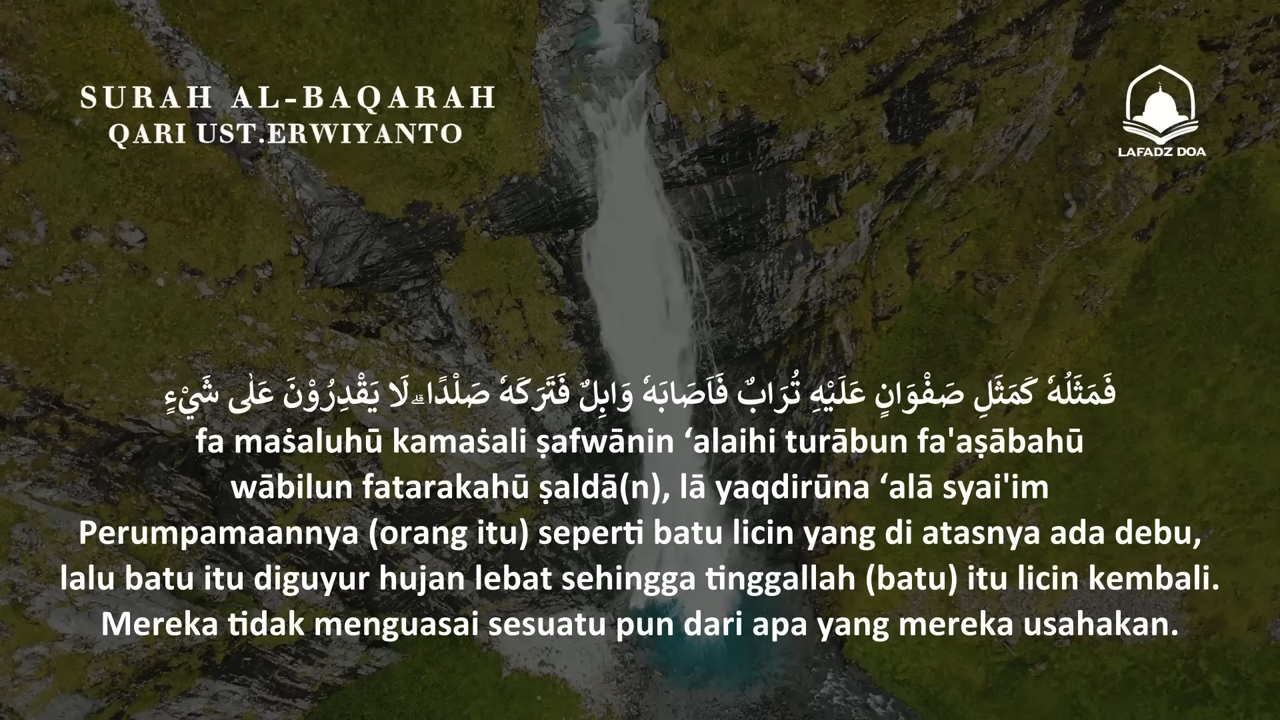 SURAH AL-BAQARAH
QARI UST.ERWIYANTO
LAFADZ DOA
فَمَثَلُهٗ كَمَثَلِ صَفْوَانٍ عَلَيْهِ تُرَابٌ فَاَصَابَهٗ وَابِلٌ فَتَرَكَهٗ صَلْدًاۗ لَا يَقْدِرُوْنَ عَلٰى شَيْءٍ
fa maṡaluhū kamaṡali ṣafwānin ‘alaihi turābun fa'aṣābahū
wābilun fatarakahū ṣaldā(n), lā yaqdirūna ‘alā syai'im
Perumpamaannya (orang itu) seperti batu licin yang di atasnya ada debu,
lalu batu itu diguyur hujan lebat sehingga tinggallah (batu) itu licin kembali.
Mereka tidak menguasai sesuatu pun dari apa yang mereka usahakan.